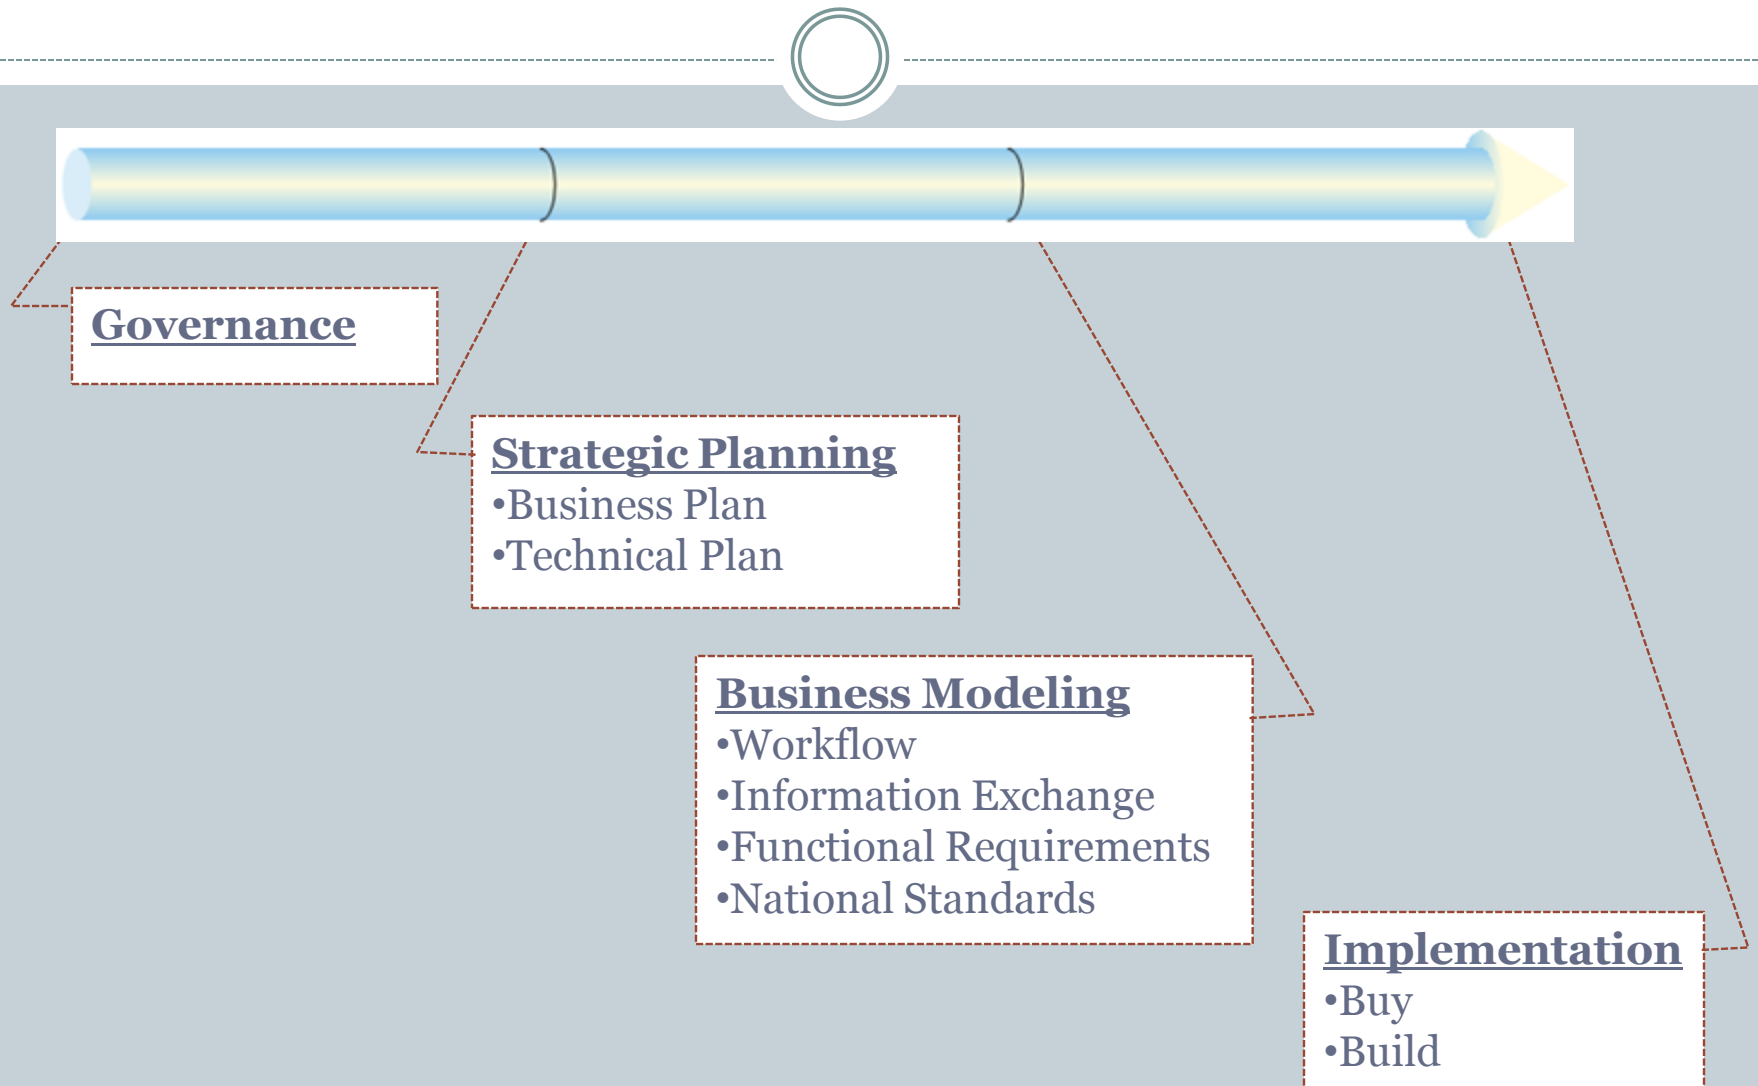 Governance
Strategic Planning
•Business Plan
•Technical Plan
Business Modeling
•Workflow
•Information Exchange
•Functional Requirements
•National Standards
Implementation
•Buy
•Build